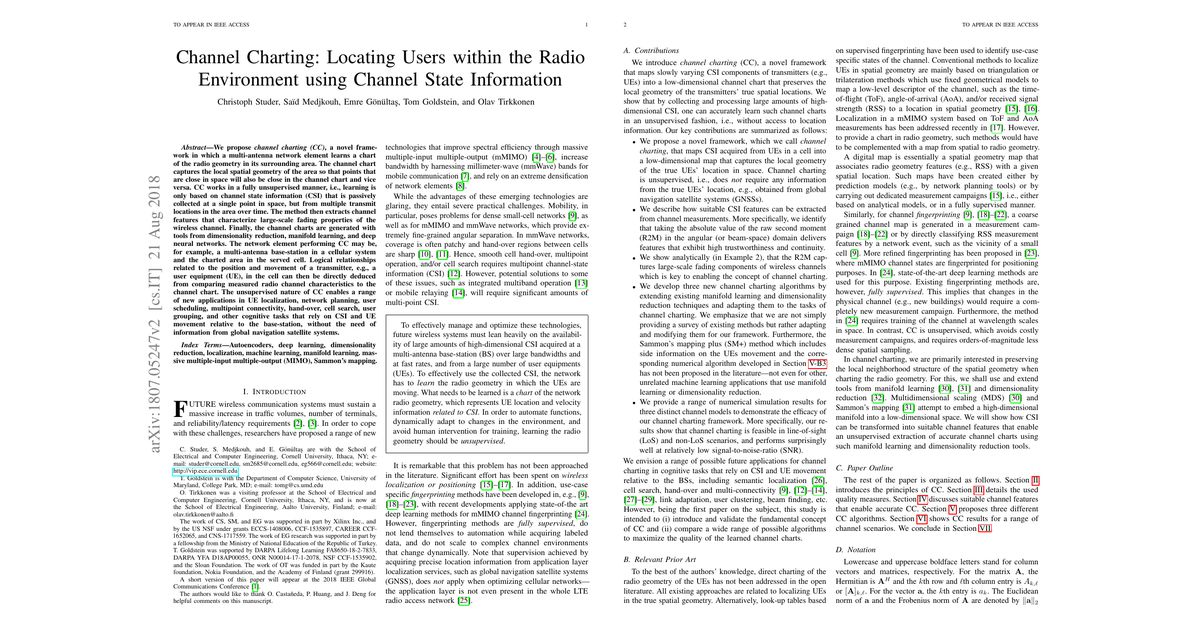 TO APPEAR IN IEEE ACCESS
1
Channel Charting: Locating Users within the Radio
Environment using Channel State Information
Christoph Studer, Saïd Medjkouh, Emre Gönültaş, Tom Goldstein, and Olav Tirkkonen
arXiv:1807.05247v2 [cs.IT] 21 Aug 2018
Abstract—We propose channel charting (CC), a novel frame-
work in which a multi-antenna network element learns a chart
of the radio geometry in its surrounding area. The channel chart
captures the local spatial geometry of the area so that points that
are close in space will also be close in the channel chart and vice
versa. CC works in a fully unsupervised manner, i.e., learning is
only based on channel state information (CSI) that is passively
collected at a single point in space, but from multiple transmit
locations in the area over time. The method then extracts channel
features that characterize large-scale fading properties of the
wireless channel. Finally, the channel charts are generated with
tools from dimensionality reduction, manifold learning, and deep
neural networks. The network element performing CC may be,
for example, a multi-antenna base-station in a cellular system
and the charted area in the served cell. Logical relationships
related to the position and movement of a transmitter, e.g., a
user equipment (UE), in the cell can then be directly deduced
from comparing measured radio channel characteristics to the
channel chart. The unsupervised nature of CC enables a range
of new applications in UE localization, network planning, user
scheduling, multipoint connectivity, hand-over, cell search, user
grouping, and other cognitive tasks that rely on CSI and UE
movement relative to the base-station, without the need of
information from global navigation satellite systems.
Index Terms—Autoencoders, deep learning, dimensionality
reduction, localization, machine learning, manifold learning, mas-
sive multiple-input multiple-output (MIMO), Sammon's mapping.
I. INTRODUCTION
FUTURE wireless communication systems must sustain a
massive increase in traffic volumes, number of terminals,
and reliability/latency requirements [2], [3]. In order to cope
with these challenges, researchers have proposed a range of new
C. Studer, S. Medjkouh, and E. Gönültaş are with the School of
Electrical and Computer Engineering, Cornell University, Ithaca, NY; e-
mail: studer@cornell.edu, sm2685@cornell.edu, eg566@cornell.edu; website:
http://vip.ece.cornell.edu
T. Goldstein is with the Department of Computer Science, University of
Maryland, College Park, MD; e-mail: tomg@cs.umd.edu
O. Tirkkonen was a visiting professor at the School of Electrical and
Computer Engineering, Cornell University, Ithaca, NY, and is now at
the School of Electrical Engineering, Aalto University, Finland; e-mail:
olav.tirkkonen@aalto.fi
The work of CS, SM, and EG was supported in part by Xilinx Inc., and
by the US NSF under grants ECCS-1408006, CCF-1535897, CAREER CCF-
1652065, and CNS-1717559. The work of EG research was supported in part by
a fellowship from the Ministry of National Education of the Republic of Turkey.
T. Goldstein was supported by DARPA Lifelong Learning FA8650-18-2-7833,
DARPA YFA D18AP00055, ONR N00014-17-1-2078, NSF CCF-1535902,
and the Sloan Foundation. The work of OT was funded in part by the Kaute
foundation, Nokia Foundation, and the Academy of Finland (grant 299916).
A short version of this paper will appear at the 2018 IEEE Global
Communications Conference [1].
The authors would like to thank O. Castañeda, P. Huang, and J. Deng for
helpful comments on this manuscript.
technologies that improve spectral efficiency through massive
multiple-input multiple-output (mMIMO) [4]–[6], increase
bandwidth by harnessing millimeter-wave (mmWave) bands for
mobile communication [7], and rely on an extreme densification
of network elements [8].
While the advantages of these emerging technologies are
glaring, they entail severe practical challenges. Mobility, in
particular, poses problems for dense small-cell networks [9], as
well as for mMIMO and mmWave networks, which provide ex-
tremely fine-grained angular separation. In mmWave networks,
coverage is often patchy and hand-over regions between cells
are sharp [10], [11]. Hence, smooth cell hand-over, multipoint
operation, and/or cell search requires multipoint channel-state
information (CSI) [12]. However, potential solutions to some
of these issues, such as integrated multiband operation [13]
or mobile relaying [14], will require significant amounts of
multi-point CSI.
To effectively manage and optimize these technologies,
future wireless systems must lean heavily on the availabil-
ity of large amounts of high-dimensional CSI acquired at a
multi-antenna base-station (BS) over large bandwidths and
at fast rates, and from a large number of user equipments
(UEs). To effectively use the collected CSI, the network
has to learn the radio geometry in which the UEs are
moving. What needs to be learned is a chart of the
radio geometry, which represents UE location and velocity
information related to CSI. In order to automate functions,
dynamically adapt to changes in the environment, and
avoid human intervention for training, learning the radio
geometry should be unsupervised.
It is remarkable that this problem has not been approached
in the literature. Significant effort has been spent on wireless
localization or positioning [15]–[17]. In addition, use-case
specific fingerprinting methods have been developed in, e.g., [9],
[18]–[23], with recent developments applying state-of-the art
deep learning methods for mMIMO channel fingerprinting [24].
However, fingerprinting methods are fully supervised, do
not lend themselves to automation while acquiring labeled
data, and do not scale to complex channel environments
that change dynamically. Note that supervision achieved by
acquiring precise location information from application layer
localization services, such as global navigation satellite systems
(GNSS), does not apply when optimizing cellular networks—
the application layer is not even present in the whole LTE
radio access network [25].
2
TO APPEAR IN IEEE ACCESS
A. Contributions
We introduce channel charting (CC), a novel framework
that maps slowly varying CSI components of transmitters (e.g.,
UEs) into a low-dimensional channel chart that preserves the
local geometry of the transmitters' true spatial locations. We
show that by collecting and processing large amounts of high-
dimensional CSI, one can accurately learn such channel charts
in an unsupervised fashion, i.e., without access to location
information. Our key contributions are summarized as follows:
• We propose a novel framework, which we call channel
charting, that maps CSI acquired from UEs in a cell into
a low-dimensional map that captures the local geometry
of the true UEs' location in space. Channel charting
is unsupervised, i.e., does not require any information
from the true UEs' location, e.g., obtained from global
navigation satellite systems (GNSSs).
• We describe how suitable CSI features can be extracted
from channel measurements. More specifically, we identify
that taking the absolute value of the raw second moment
(R2M) in the angular (or beam-space) domain delivers
features that exhibit high trustworthiness and continuity.
• We show analytically (in Example 2), that the R2M cap-
tures large-scale fading components of wireless channels
which is key to enabling the concept of channel charting.
• We develop three new channel charting algorithms by
extending existing manifold learning and dimensionality
reduction techniques and adapting them to the tasks of
channel charting. We emphasize that we are not simply
providing a survey of existing methods but rather adapting
and modifying them for our framework. Furthermore, the
Sammon's mapping plus (SM+) method which includes
side information on the UEs movement and the corre-
sponding numerical algorithm developed in Section V-B3
has not been proposed in the literature—not even for other,
unrelated machine learning applications that use manifold
learning or dimensionality reduction.
• We provide a range of numerical simulation results for
three distinct channel models to demonstrate the efficacy of
our channel charting framework. More specifically, our re-
sults show that channel charting is feasible in line-of-sight
(LoS) and non-LoS scenarios, and performs surprisingly
well at relatively low signal-to-noise-ratio (SNR).
We envision a range of possible future applications for channel
charting in cognitive tasks that rely on CSI and UE movement
relative to the BSs, including semantic localization [26],
cell search, hand-over and multi-connectivity [9], [12]–[14],
[27]–[29], link adaptation, user clustering, beam finding, etc.
However, being the first paper on the subject, this study is
intended to (i) introduce and validate the fundamental concept
of CC and (ii) compare a wide range of possible algorithms
to maximize the quality of the learned channel charts.
B. Relevant Prior Art
To the best of the authors' knowledge, direct charting of the
radio geometry of the UEs has not been addressed in the open
literature. All existing approaches are related to localizing UEs
in the true spatial geometry. Alternatively, look-up tables based
on supervised fingerprinting have been used to identify use-case
specific states of the channel. Conventional methods to localize
UEs in spatial geometry are mainly based on triangulation or
trilateration methods which use fixed geometrical models to
map a low-level descriptor of the channel, such as the time-
of-flight (ToF), angle-of-arrival (AoA), and/or received signal
strength (RSS) to a location in spatial geometry [15], [16].
Localization in a mMIMO system based on ToF and AoA
measurements has been addressed recently in [17]. However,
to provide a chart in radio geometry, such methods would have
to be complemented with a map from spatial to radio geometry.
A digital map is essentially a spatial geometry map that
associates radio geometry features (e.g., RSS) with a given
spatial location. Such maps have been created either by
prediction models (e.g., by network planning tools) or by
carrying out dedicated measurement campaigns [15], i.e., either
based on analytical models, or in a fully supervised manner.
Similarly, for channel fingerprinting [9], [18]–[22], a coarse
grained channel map is generated in a measurement cam-
paign [18]–[22] or by directly classifying RSS measurement
features by a network event, such as the vicinity of a small
cell [9]. More refined fingerprinting has been proposed in [23],
where mMIMO channel states are fingerprinted for positioning
purposes. In [24], state-of-the-art deep learning methods are
used for this purpose. Existing fingerprinting methods are,
however, fully supervised. This implies that changes in the
physical channel (e.g., new buildings) would require a com-
pletely new measurement campaign. Furthermore, the method
in [24] requires training of the channel at wavelength scales
in space. In contrast, CC is unsupervised, which avoids costly
measurement campaigns, and requires orders-of-magnitude less
dense spatial sampling.
In channel charting, we are primarily interested in preserving
the local neighborhood structure of the spatial geometry when
charting the radio geometry. For this, we shall use and extend
tools from manifold learning [30], [31] and dimensionality
reduction [32]. Multidimensional scaling (MDS) [30] and
Sammon's mapping [31] attempt to embed a high-dimensional
manifold into a low-dimensional space. We will show how CSI
can be transformed into suitable channel features that enable
an unsupervised extraction of accurate channel charts using
such manifold learning and dimensionality reduction tools.
C. Paper Outline
The rest of the paper is organized as follows. Section II
introduces the principles of CC. Section III details the used
quality measures. Section IV discusses suitable channel features
that enable accurate CC. Section V proposes three different
CC algorithms. Section VI shows CC results for a range of
channel scenarios. We conclude in Section VII.
D. Notation
Lowercase and uppercase boldface letters stand for column
vectors and matrices, respectively. For the matrix A, the
Hermitian is A^H and the kth row and ℓth column entry is A_{k,ℓ}
or [A]_{k,ℓ}. For the vector a, the kth entry is a_k. The Euclidean
norm of a and the Frobenius norm of A are denoted by ‖a‖_2